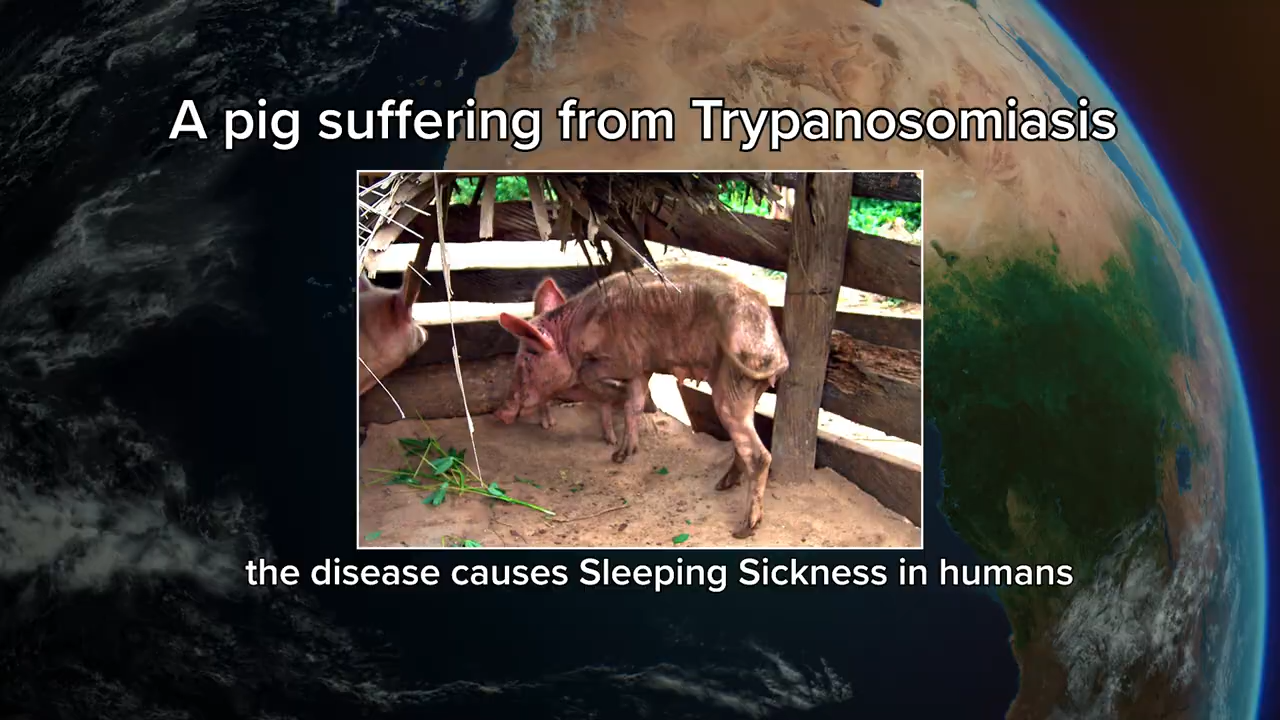 A pig suffering from Trypanosomiasis
the disease causes Sleeping Sickness in humans